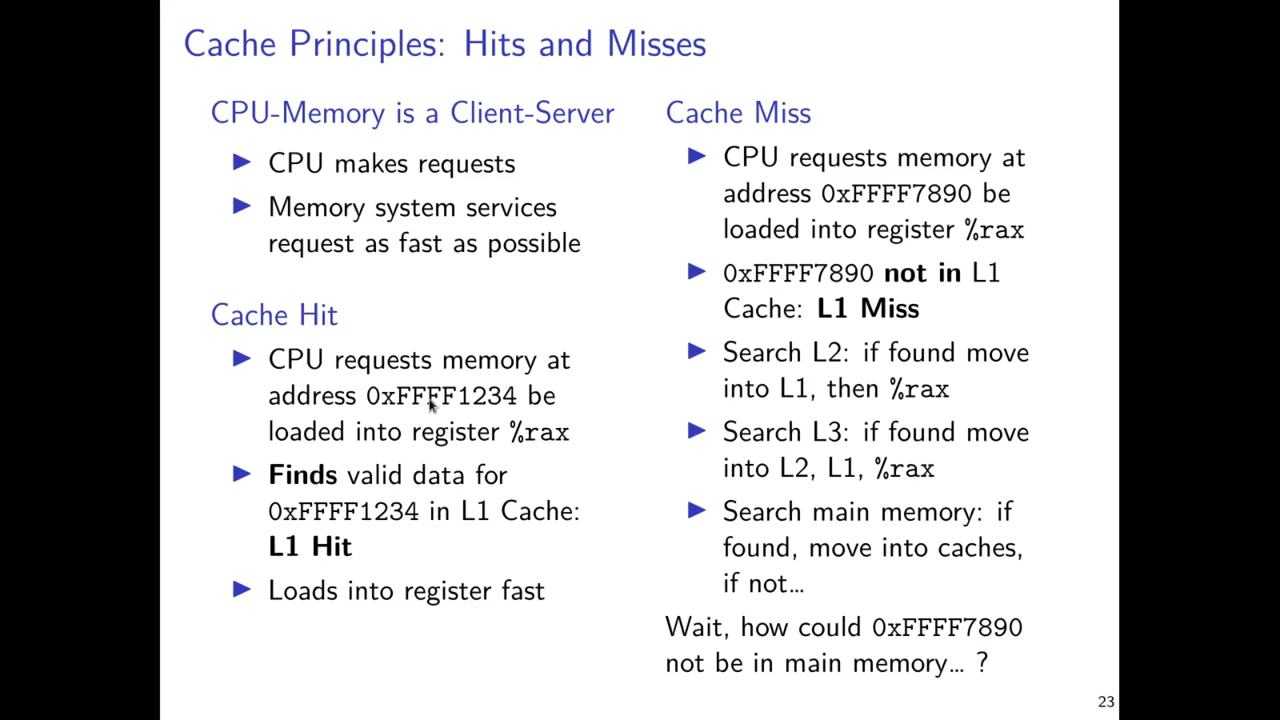 Cache Principles: Hits and Misses
CPU-Memory is a Client-Server
▶ CPU makes requests
▶ Memory system services
request as fast as possible
Cache Hit
▶ CPU requests memory at
address 0xFFFF1234 be
loaded into register %rax
▶ Finds valid data for
0xFFFF1234 in L1 Cache:
L1 Hit
▶ Loads into register fast
Cache Miss
▶ CPU requests memory at
address 0xFFFF7890 be
loaded into register %rax
▶ 0xFFFF7890 not in L1
Cache: L1 Miss
▶ Search L2: if found move
into L1, then %rax
▶ Search L3: if found move
into L2, L1, %rax
▶ Search main memory: if
found, move into caches,
if not…
Wait, how could 0xFFFF7890
not be in main memory… ?
23